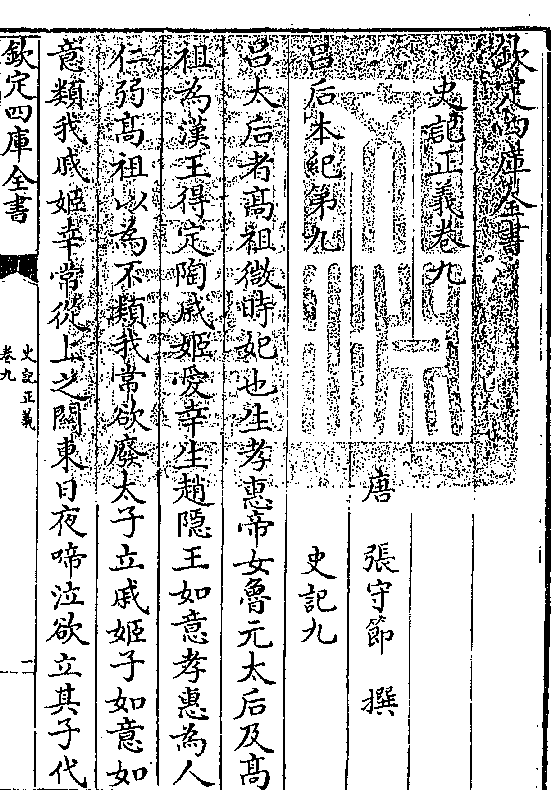 欽定四庫全書
史記正義卷九
唐 張守節 撰
呂后本紀第九 史記九
呂太后者高祖微時妃也生孝惠帝女魯元太后及高
祖為漢王得定陶戚姬愛幸生趙隠王如意孝惠為人
仁弱高祖以為不類我常欲廢太子立戚姬子如意如
意類我戚姬幸常從上之關東日夜啼泣欲立其子代
欽定四庫全書
史記正義
卷九
一